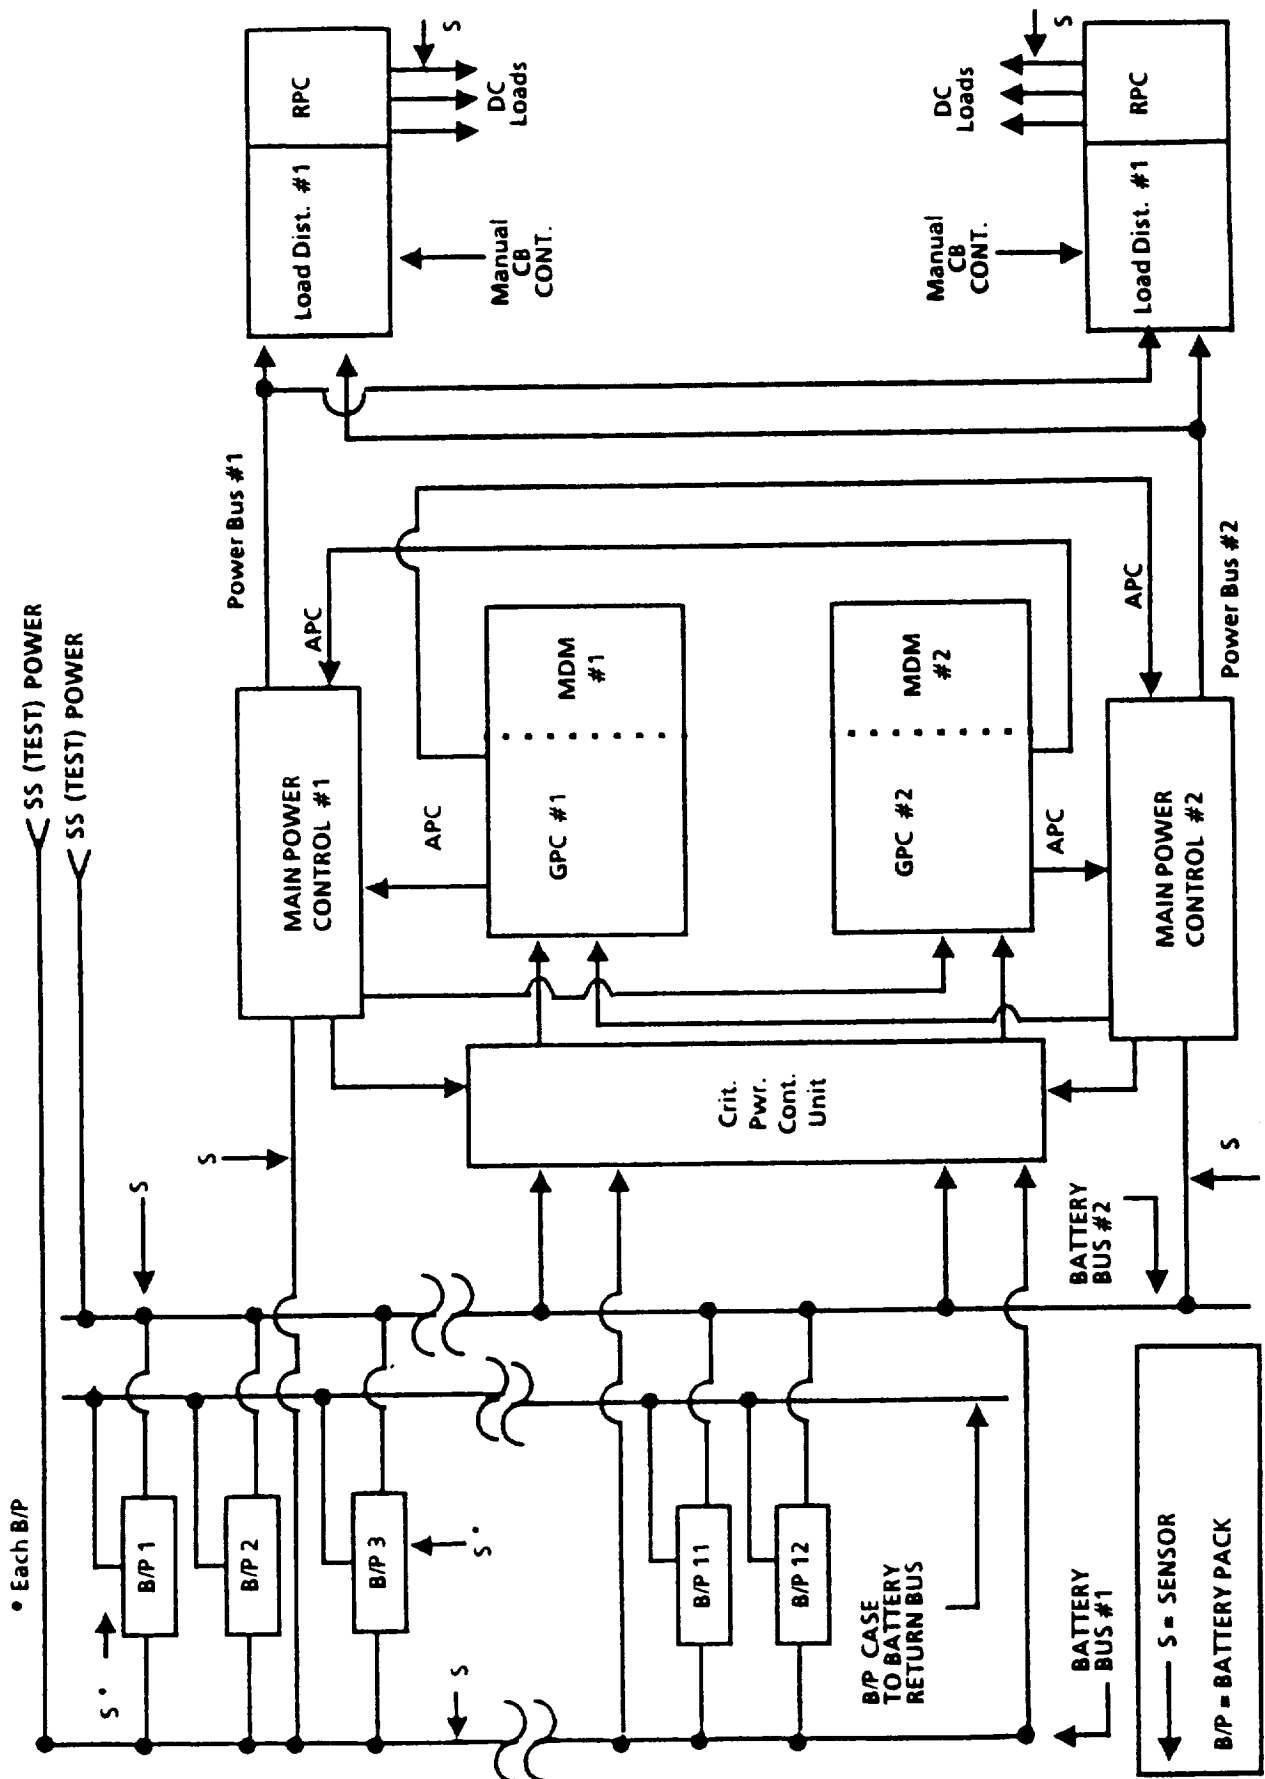 * Each B/P
SS (TEST) POWER
SS (TEST) POWER
S*
B/P 1
B/P 2
B/P 3
S*
S
S
S
B/P 11
B/P 12
B/P CASE
TO BATTERY
RETURN BUS
BATTERY
BUS #1
BATTERY
BUS #2
S
Crit.
Pwr.
Cont.
Unit
MAIN POWER
CONTROL #1
APC
APC
GPC #1
MDM
#1
GPC #2
MDM
#2
APC
APC
MAIN POWER
CONTROL #2
Power Bus #1
Power Bus #2
Load Dist. #1
RPC
Manual
CB
CONT.
DC
Loads
S
Manual
CB
CONT.
DC
Loads
S
Load Dist. #1
RPC
S = SENSOR
B/P = BATTERY PACK